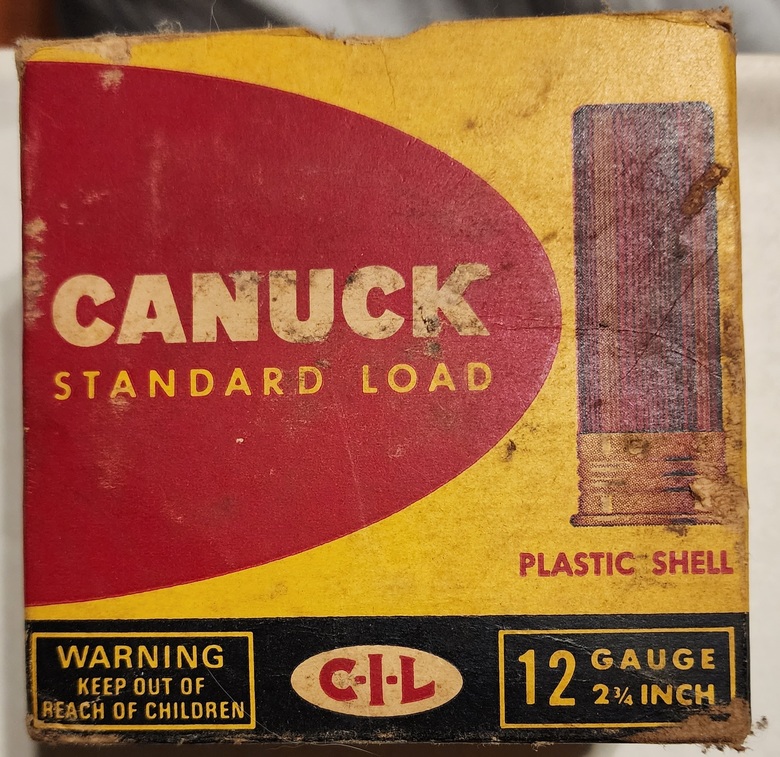 CANUCK
STANDARD LOAD
PLASTIC SHELL
WARNING
KEEP OUT OF
REACH OF CHILDREN
C-I-L
12 GAUGE
2¾ INCH